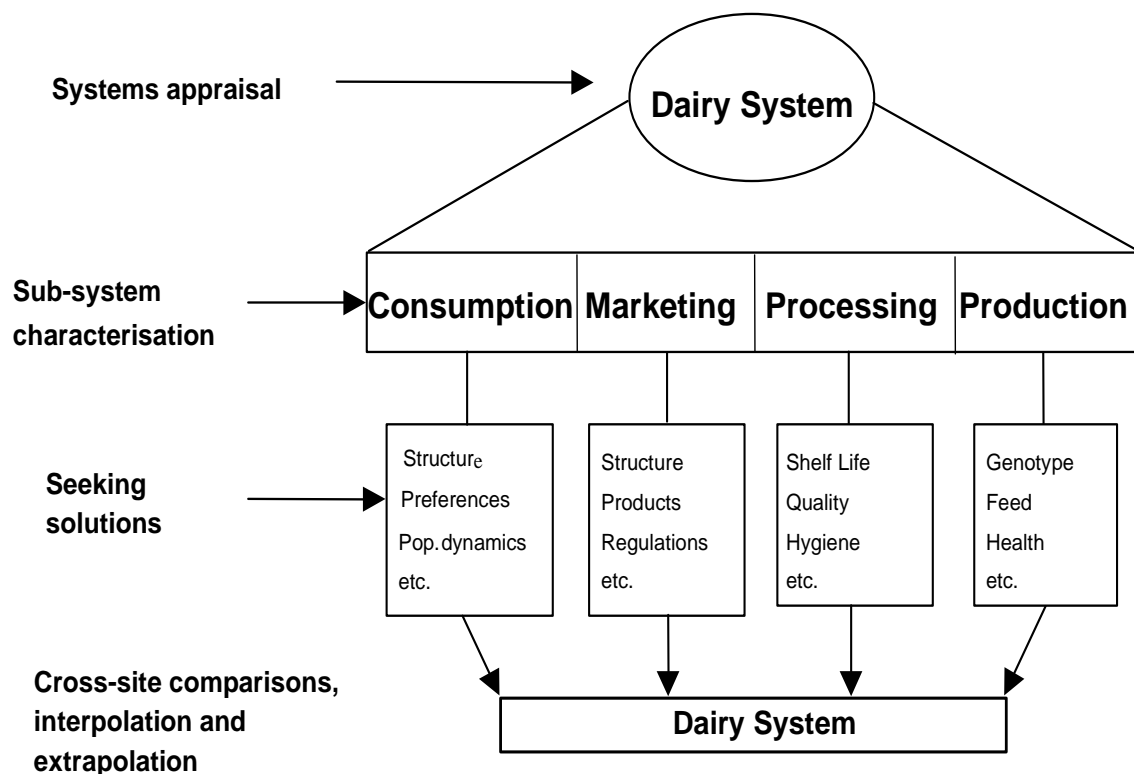 Systems appraisal
Dairy System
Sub-system
characterisation
Consumption
Marketing
Processing
Production
Seeking
solutions
Structure
Preferences
Pop. dynamics
etc.
Structure
Products
Regulations
etc.
Shelf Life
Quality
Hygiene
etc.
Genotype
Feed
Health
etc.
Cross-site comparisons,
interpolation and
extrapolation
Dairy System